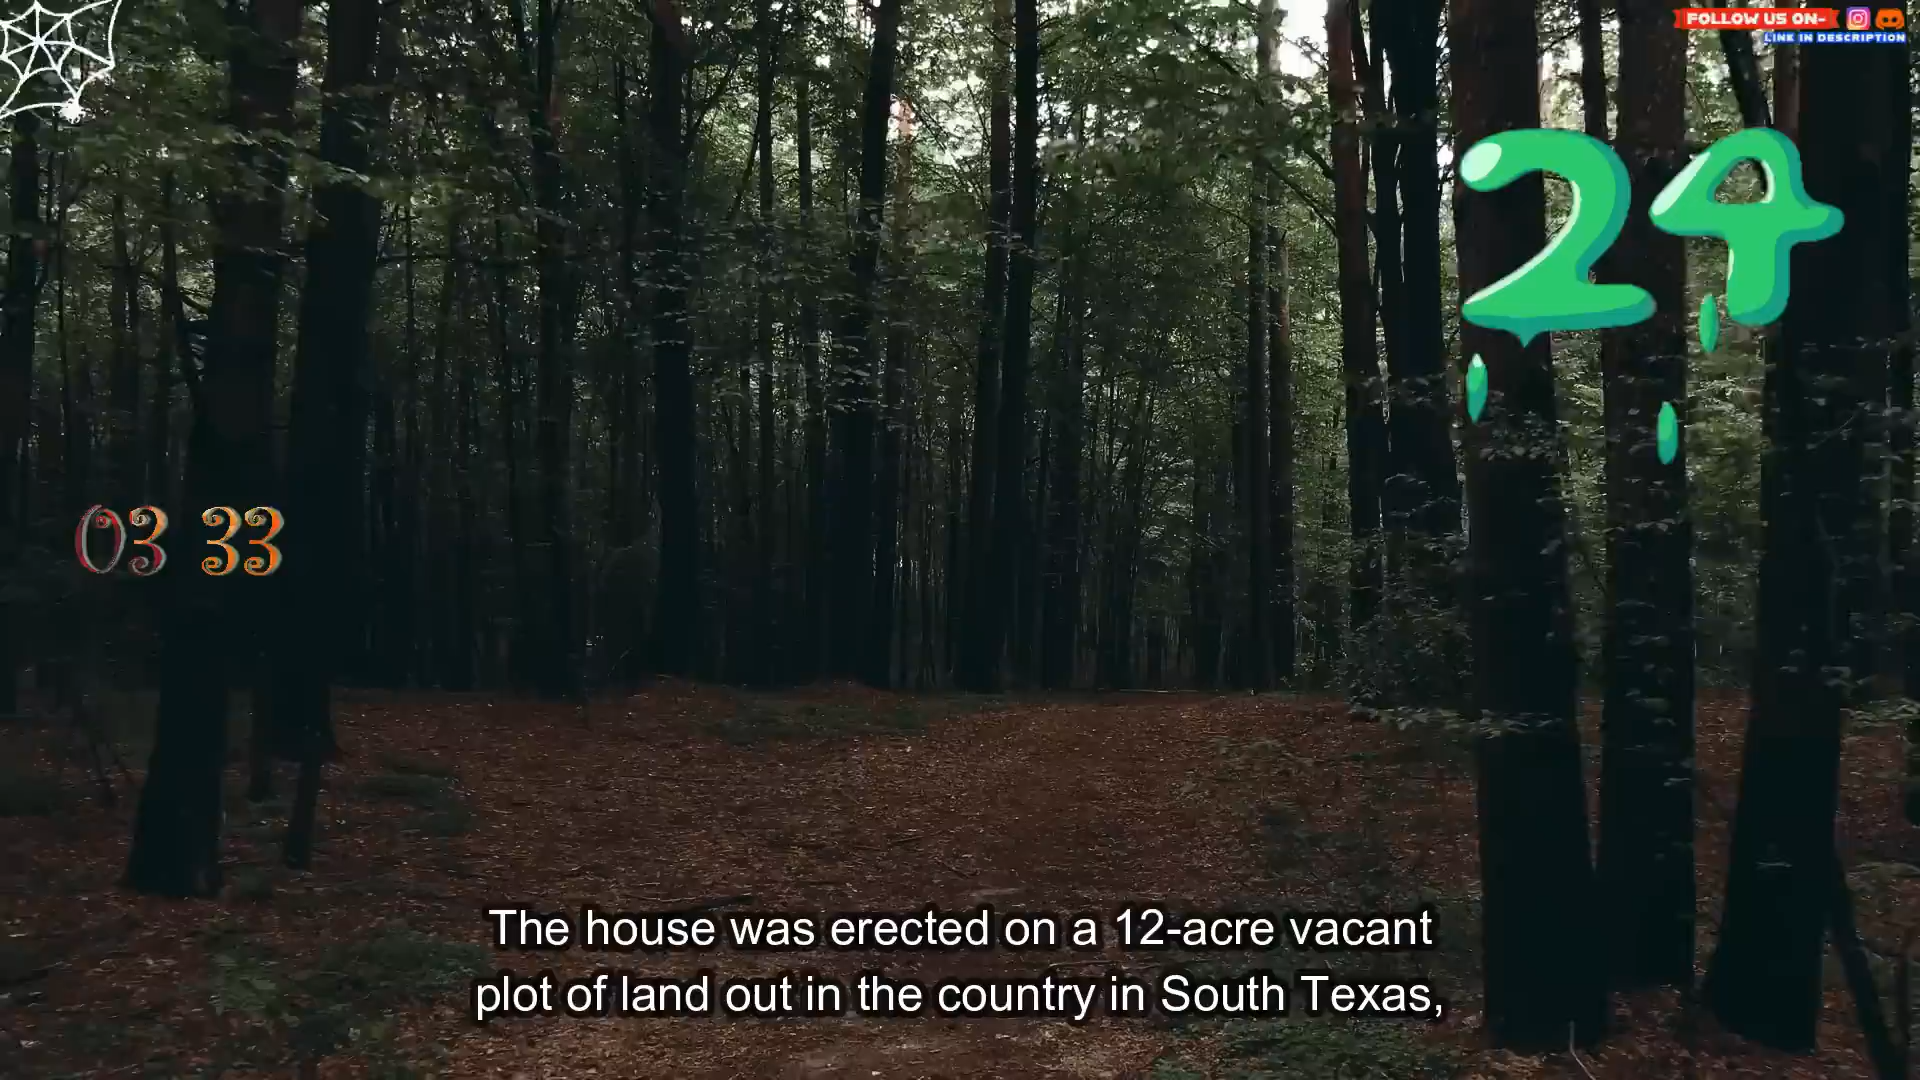 FOLLOW US ON-
LINK IN DESCRIPTION
24
03 33
The house was erected on a 12-acre vacant
plot of land out in the country in South Texas,